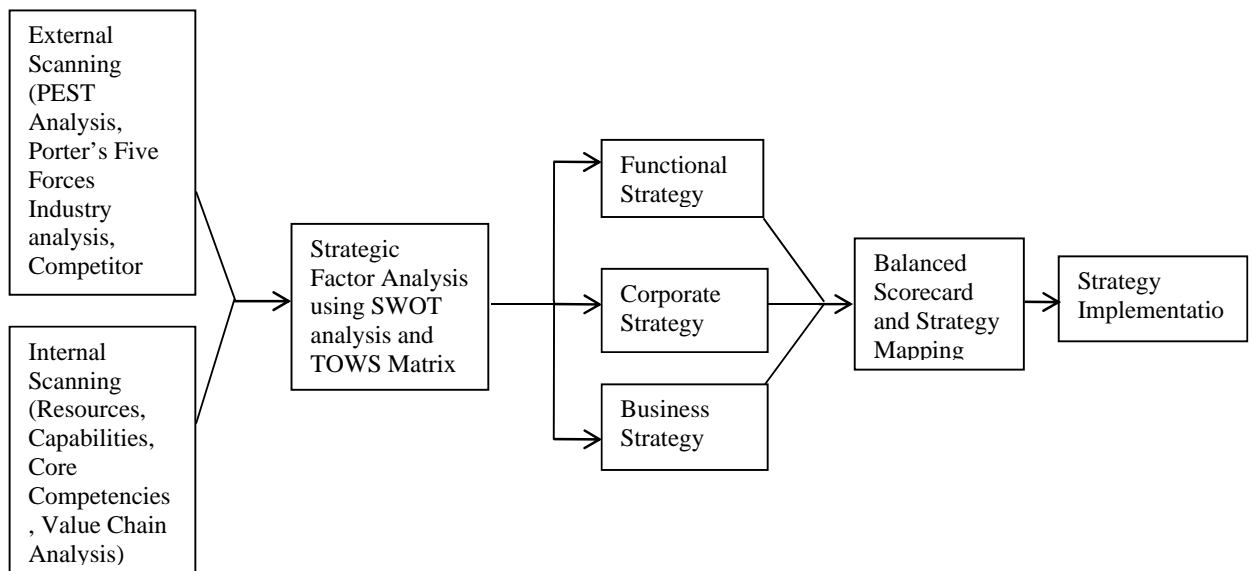 External
Scanning
(PEST
Analysis,
Porter’s Five
Forces
Industry
analysis,
Competitor
Internal
Scanning
(Resources,
Capabilities,
Core
Competencies
, Value Chain
Analysis)
Strategic
Factor Analysis
using SWOT
analysis and
TOWS Matrix
Functional
Strategy
Corporate
Strategy
Business
Strategy
Balanced
Scorecard
and Strategy
Mapping
Strategy
Implementatio